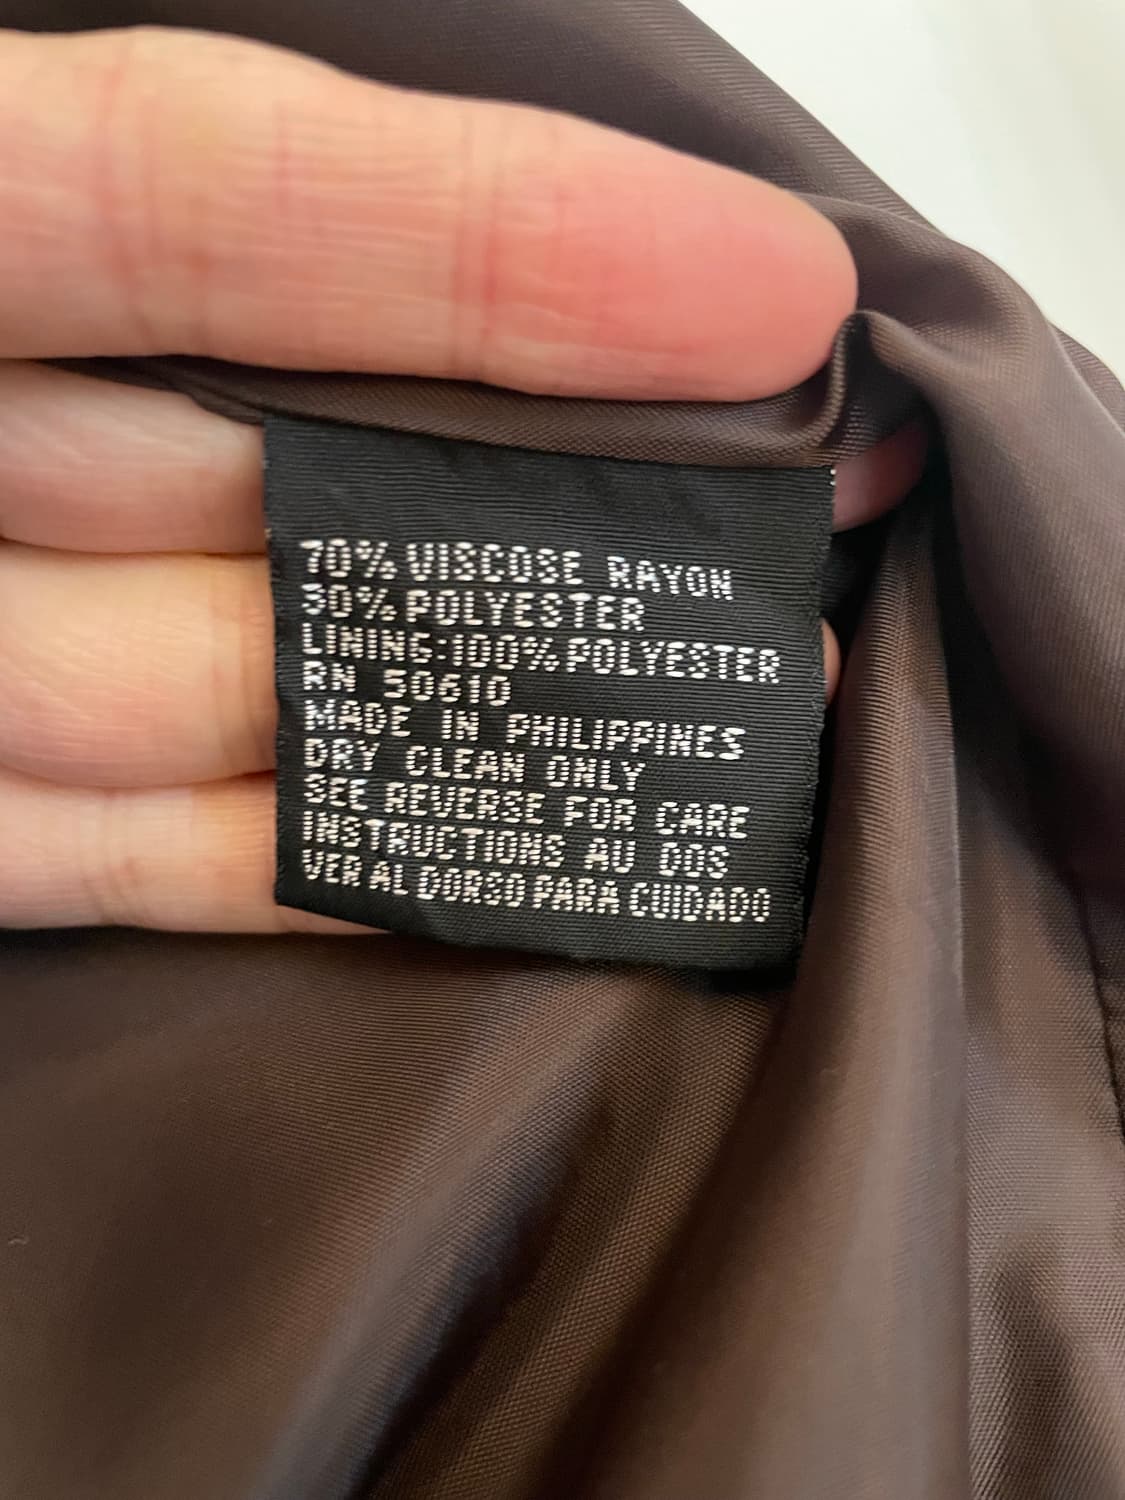 70% VISCOSE RAYON
30% POLYESTER
LINING:100% POLYESTER
RN 50610
MADE IN PHILIPPINES
DRY CLEAN ONLY
SEE REVERSE FOR CARE
INSTRUCTIONS AU DOS
VER AL DORSO PARA CUIDADO